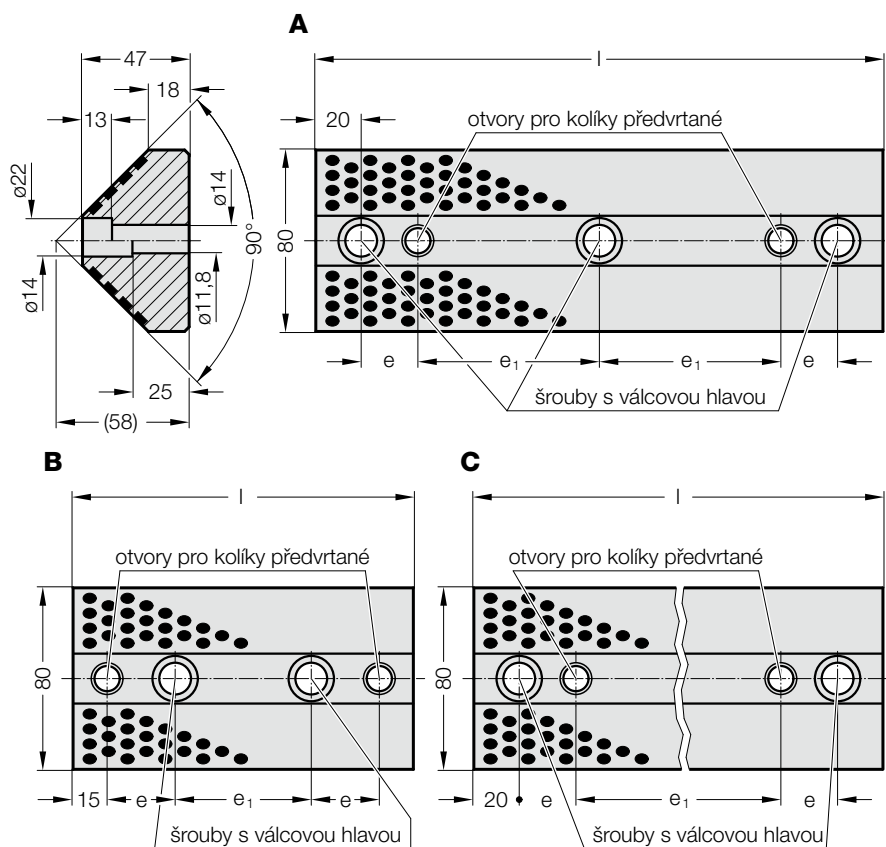 A
47
18
13
ø22
ø14
90°
ø14
ø11,8
25
(58)
l
20
otvory pro kolíky předvrtané
80
e
e₁
e₁
e
šrouby s válcovou hlavou
B
l
otvory pro kolíky předvrtané
80
15
e
e₁
e
šrouby s válcovou hlavou
C
l
otvory pro kolíky předvrtané
80
20
e
e₁
e
šrouby s válcovou hlavou